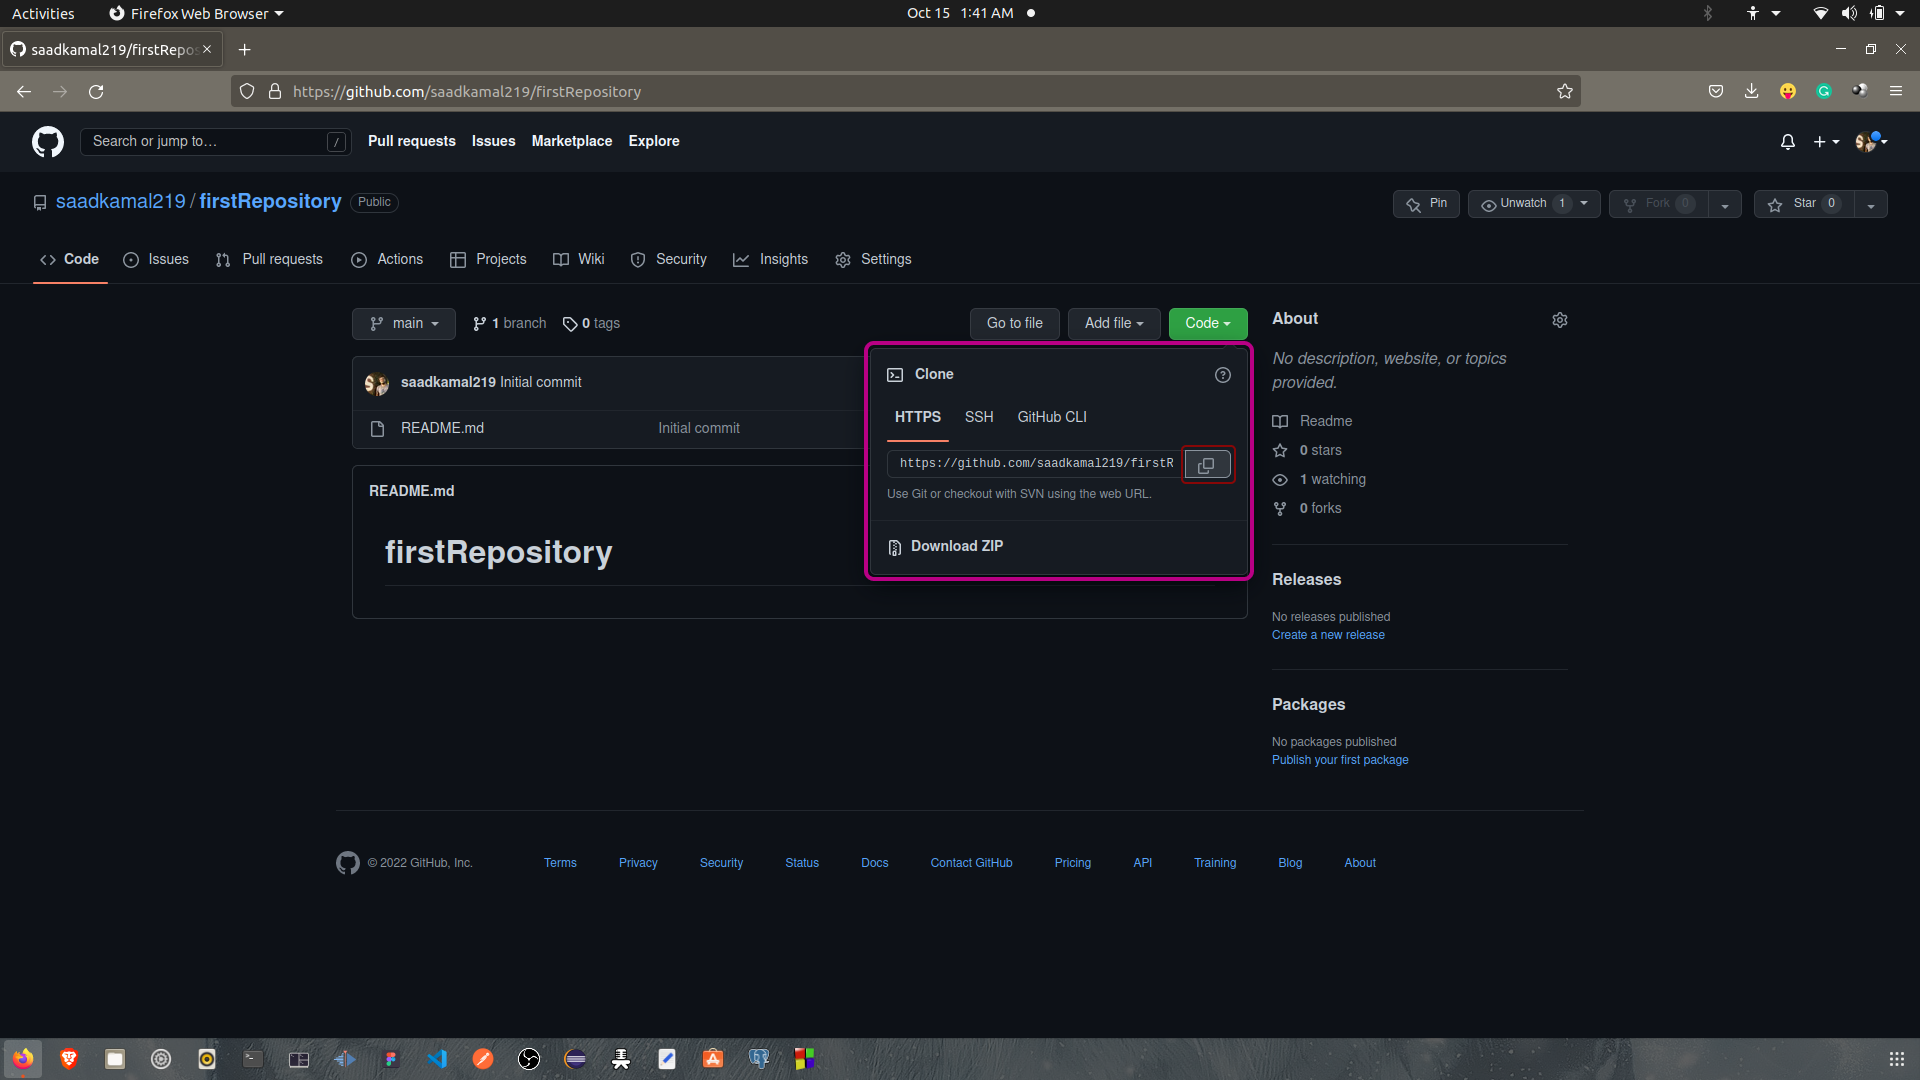 Activities Firefox Web Browser Oct 15 1:41 AM
saadkamal219/firstRepos
https://github.com/saadkamal219/firstRepository
Search or jump to… / Pull requests Issues Marketplace Explore
saadkamal219 / firstRepository Public Pin Unwatch 1 Fork 0 Star 0
Code Issues Pull requests Actions Projects Wiki Security Insights Settings
main 1 branch 0 tags Go to file Add file Code
saadkamal219 Initial commit
README.md Initial commit
README.md
firstRepository
Clone
HTTPS SSH GitHub CLI
https://github.com/saadkamal219/firstR
Use Git or checkout with SVN using the web URL.
Download ZIP
About
No description, website, or topics
provided.
Readme
0 stars
1 watching
0 forks
Releases
No releases published
Create a new release
Packages
No packages published
Publish your first package
© 2022 GitHub, Inc. Terms Privacy Security Status Docs Contact GitHub Pricing API Training Blog About